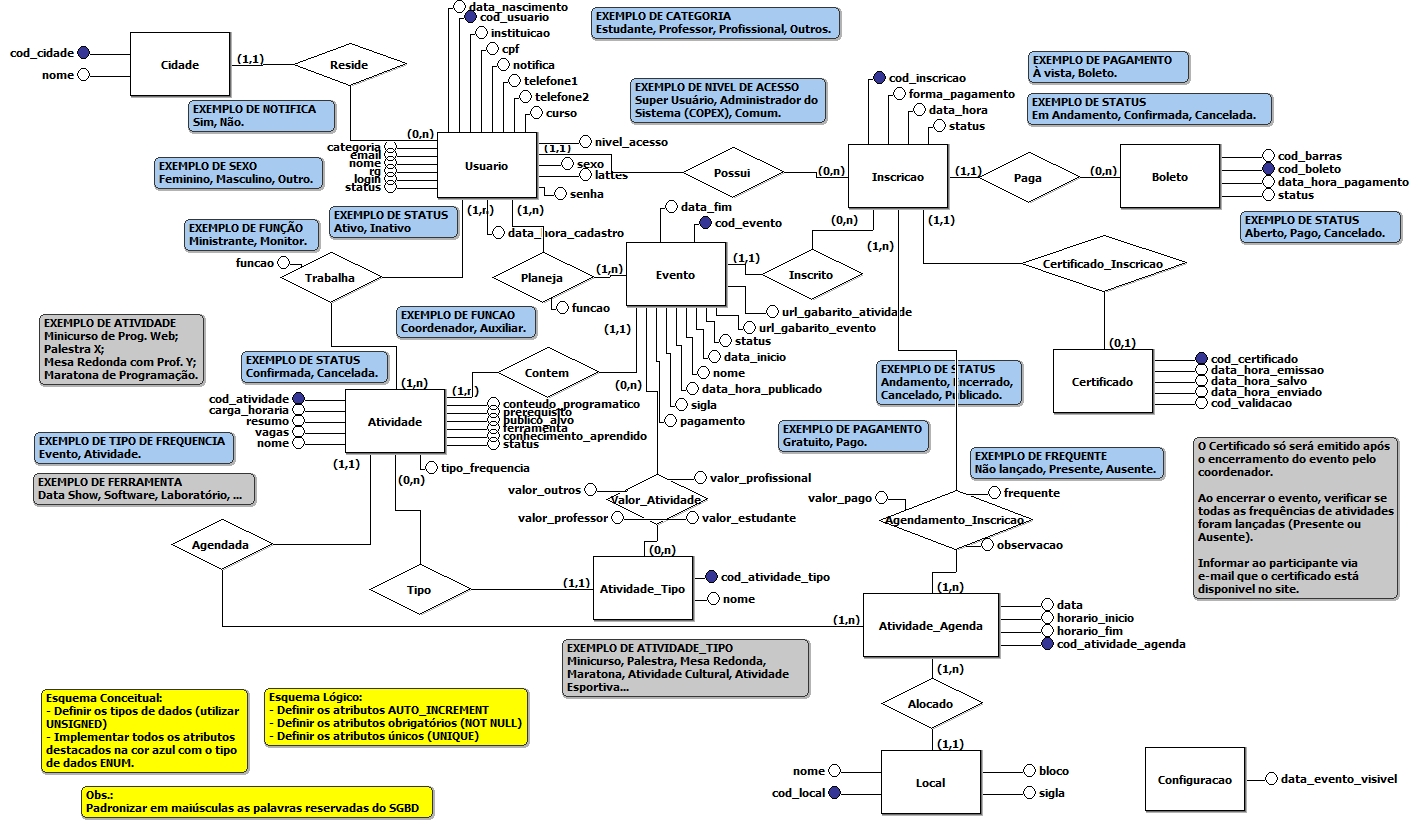 data_nascimento
cod_usuario
instituicao
cpf
notifica
telefone1
telefone2
curso
EXEMPLO DE CATEGORIA
Estudante, Professor, Profissional, Outros.
cod_cidade
nome
Cidade
(1,1)
Reside
EXEMPLO DE NOTIFICA
Sim, Não.
(0,n)
EXEMPLO DE NIVEL DE ACESSO
Super Usuário, Administrador do
Sistema (COPEX), Comum.
cod_inscricao
forma_pagamento
data_hora
status
EXEMPLO DE PAGAMENTO
À vista, Boleto.
EXEMPLO DE STATUS
Em Andamento, Confirmada, Cancelada.
categoria
email
nome
rg
login
status
Usuario
nivel_acesso
(1,1)
sexo
lattes
senha
Possui
(0,n)
Inscricao
(1,1)
Paga
(0,n)
Boleto
cod_barras
cod_boleto
data_hora_pagamento
status
EXEMPLO DE SEXO
Feminino, Masculino, Outro.
EXEMPLO DE STATUS
Ativo, Inativo
EXEMPLO DE STATUS
Aberto, Pago, Cancelado.
EXEMPLO DE FUNÇÃO
Ministrante, Monitor.
(1,n)
(1,n)
data_hora_cadastro
data_fim
cod_evento
(0,n)
(1,n)
(1,1)
funcao
Trabalha
Planeja
(1,n)
funcao
Evento
(1,1)
Inscrito
Certificado_Inscricao
url_gabarito_atividade
url_gabarito_evento
status
data_inicio
nome
data_hora_publicado
sigla
pagamento
EXEMPLO DE FUNCAO
Coordenador, Auxiliar.
(1,1)
EXEMPLO DE ATIVIDADE
Minicurso de Prog. Web;
Palestra X;
Mesa Redonda com Prof. Y;
Maratona de Programação.
EXEMPLO DE STATUS
Confirmada, Cancelada.
(1,n)
(1,n)
Contem
(0,n)
EXEMPLO DE STATUS
Andamento, Encerrado,
Cancelado, Publicado.
(0,1)
Certificado
cod_certificado
data_hora_emissao
data_hora_salvo
data_hora_enviado
cod_validacao
cod_atividade
carga_horaria
resumo
vagas
nome
Atividade
conteudo_programatico
prerequisito
publico_alvo
ferramenta
conhecimento_aprendido
status
EXEMPLO DE PAGAMENTO
Gratuito, Pago.
EXEMPLO DE TIPO DE FREQUENCIA
Evento, Atividade.
(1,1)
(0,n)
tipo_frequencia
EXEMPLO DE FREQUENTE
Não lançado, Presente, Ausente.
O Certificado só será emitido após
o encerramento do evento pelo
coordenador.
Ao encerrar o evento, verificar se
todas as frequências de atividades
foram lançadas (Presente ou
Ausente).
Informar ao participante via
e-mail que o certificado está
disponivel no site.
EXEMPLO DE FERRAMENTA
Data Show, Software, Laboratório, ...
valor_outros
valor_profissional
Valor_Atividade
valor_professor
valor_estudante
valor_pago
frequente
Agendamento_Inscricao
observacao
Agendada
(0,n)
Tipo
(1,1)
Atividade_Tipo
cod_atividade_tipo
nome
(1,n)
(1,n)
Atividade_Agenda
data
horario_inicio
horario_fim
cod_atividade_agenda
EXEMPLO DE ATIVIDADE_TIPO
Minicurso, Palestra, Mesa Redonda,
Maratona, Atividade Cultural, Atividade
Esportiva...
(1,n)
Alocado
(1,1)
Esquema Conceitual:
- Definir os tipos de dados (utilizar
UNSIGNED)
- Implementar todos os atributos
destacados na cor azul com o tipo
de dados ENUM.
Esquema Lógico:
- Definir os atributos AUTO_INCREMENT
- Definir os atributos obrigatórios (NOT NULL)
- Definir os atributos únicos (UNIQUE)
nome
cod_local
Local
bloco
sigla
Configuracao
data_evento_visivel
Obs.:
Padronizar em maiúsculas as palavras reservadas do SGBD